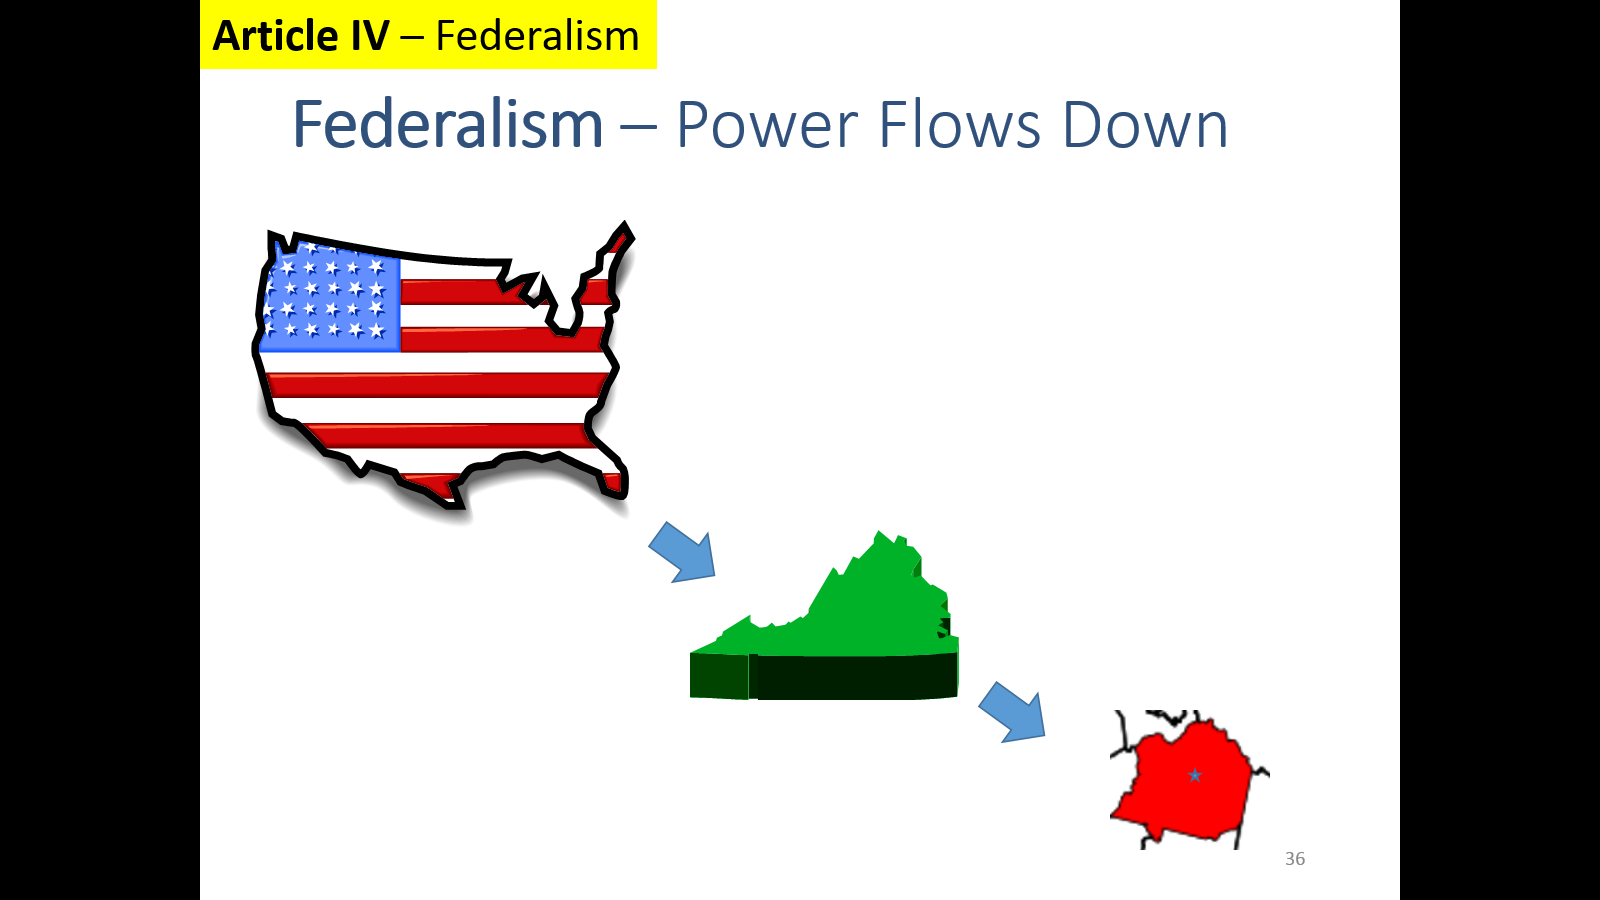 Article IV – Federalism
Federalism – Power Flows Down
36